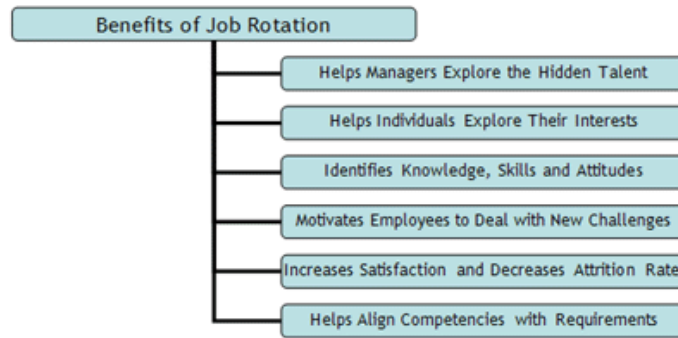 Benefits of Job Rotation
Helps Managers Explore the Hidden Talent
Helps Individuals Explore Their Interests
Identifies Knowledge, Skills and Attitudes
Motivates Employees to Deal with New Challenges
Increases Satisfaction and Decreases Attrition Rate
Helps Align Competencies with Requirements